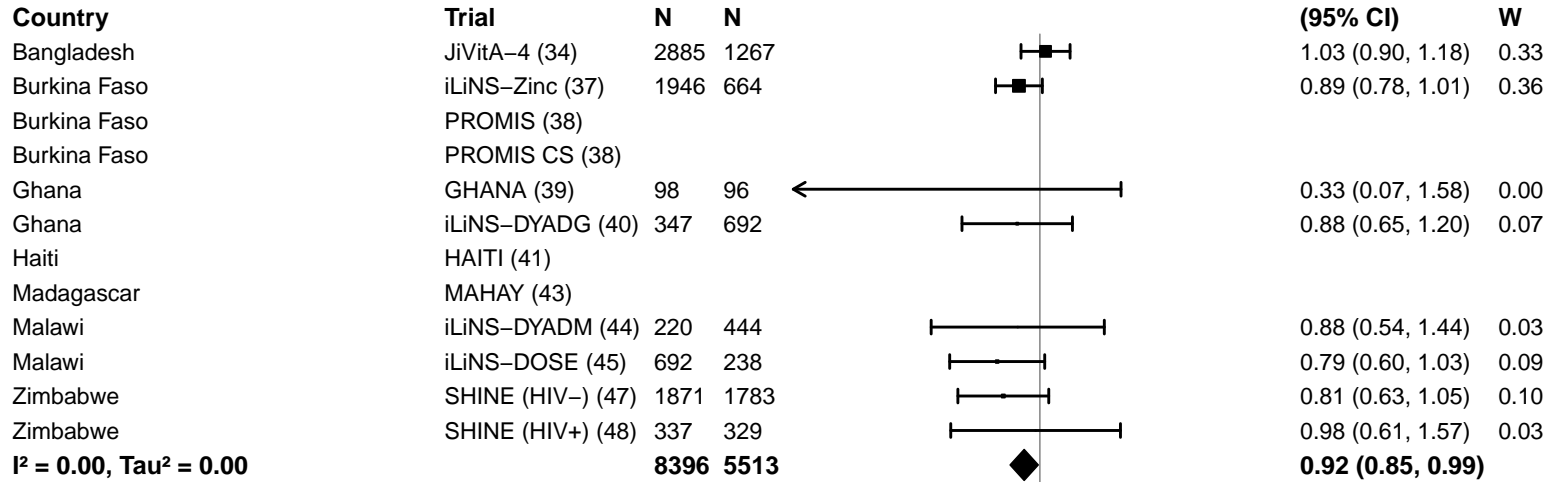 Country Trial N N (95% CI) W
Bangladesh JiVitA−4 (34) 2885 1267 1.03 (0.90, 1.18) 0.33
Burkina Faso iLiNS−Zinc (37) 1946 664 0.89 (0.78, 1.01) 0.36
Burkina Faso PROMIS (38)
Burkina Faso PROMIS CS (38)
Ghana GHANA (39) 98 96 0.33 (0.07, 1.58) 0.00
Ghana iLiNS−DYADG (40) 347 692 0.88 (0.65, 1.20) 0.07
Haiti HAITI (41)
Madagascar MAHAY (43)
Malawi iLiNS−DYADM (44) 220 444 0.88 (0.54, 1.44) 0.03
Malawi iLiNS−DOSE (45) 692 238 0.79 (0.60, 1.03) 0.09
Zimbabwe SHINE (HIV−) (47) 1871 1783 0.81 (0.63, 1.05) 0.10
Zimbabwe SHINE (HIV+) (48) 337 329 0.98 (0.61, 1.57) 0.03
I² = 0.00, Tau² = 0.00 8396 5513 0.92 (0.85, 0.99)